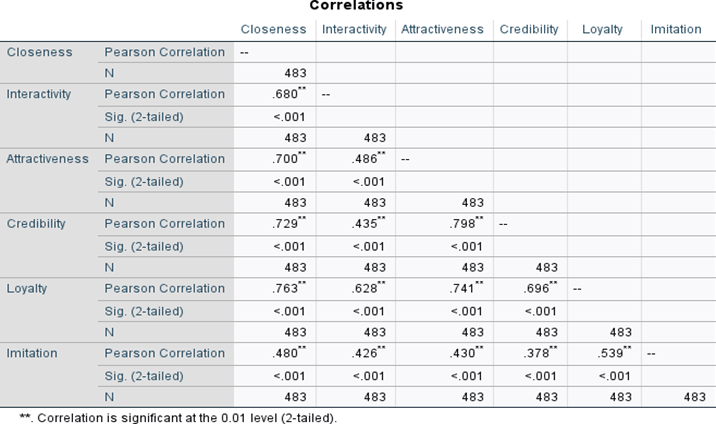 Correlations
Closeness Interactivity Attractiveness Credibility Loyalty Imitation
Closeness Pearson Correlation --
N 483
Interactivity Pearson Correlation .680** --
Sig. (2-tailed) <.001
N 483 483
Attractiveness Pearson Correlation .700** .486** --
Sig. (2-tailed) <.001 <.001
N 483 483 483
Credibility Pearson Correlation .729** .435** .798** --
Sig. (2-tailed) <.001 <.001 <.001
N 483 483 483 483
Loyalty Pearson Correlation .763** .628** .741** .696** --
Sig. (2-tailed) <.001 <.001 <.001 <.001
N 483 483 483 483 483
Imitation Pearson Correlation .480** .426** .430** .378** .539** --
Sig. (2-tailed) <.001 <.001 <.001 <.001 <.001
N 483 483 483 483 483 483
**. Correlation is significant at the 0.01 level (2-tailed).